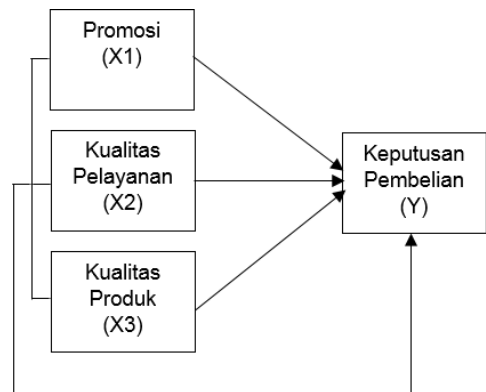 Promosi
(X1)
Kualitas
Pelayanan
(X2)
Kualitas
Produk
(X3)
Keputusan
Pembelian
(Y)